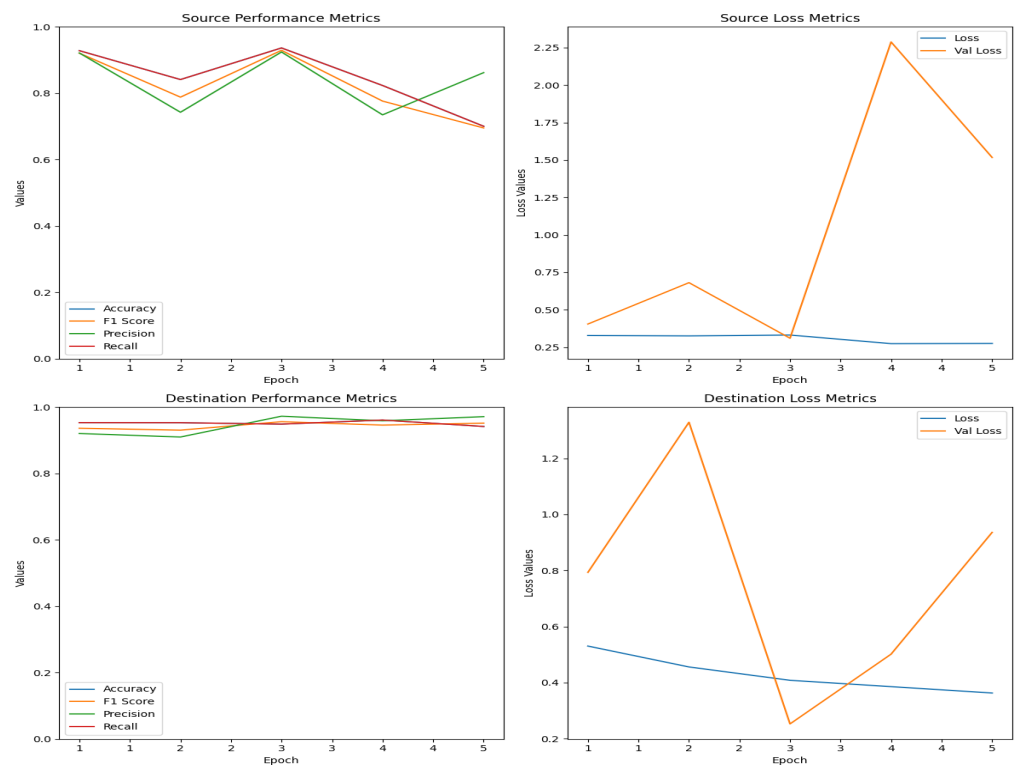 Source Performance Metrics
1.0
0.8
0.6
0.4
0.2
0.0
Values
Accuracy
F1 Score
Precision
Recall
1 1 2 2 3 3 4 4 5
Epoch
Source Loss Metrics
2.25
2.00
1.75
1.50
1.25
1.00
0.75
0.50
0.25
Loss Values
Loss
Val Loss
1 1 2 2 3 3 4 4 5
Epoch
Destination Performance Metrics
1.0
0.8
0.6
0.4
0.2
0.0
Values
Accuracy
F1 Score
Precision
Recall
1 1 2 2 3 3 4 4 5
Epoch
Destination Loss Metrics
1.2
1.0
0.8
0.6
0.4
0.2
Loss Values
Loss
Val Loss
1 1 2 2 3 3 4 4 5
Epoch